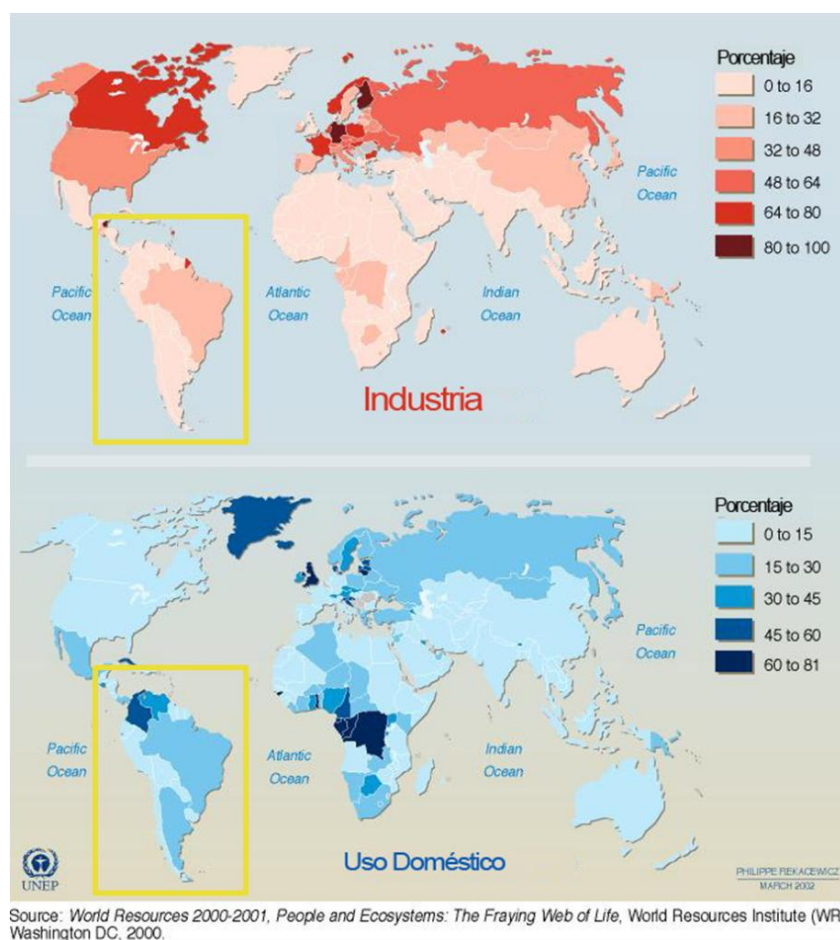 Porcentaje
0 to 16
16 to 32
32 to 48
48 to 64
64 to 80
80 to 100
Pacific
Ocean
Pacific
Ocean
Atlantic
Ocean
Indian
Ocean
Industria
Porcentaje
0 to 15
15 to 30
30 to 45
45 to 60
60 to 81
Pacific
Ocean
Pacific
Ocean
Atlantic
Ocean
Indian
Ocean
Uso Doméstico
UNEP
PHILIPPE REKACEWICZ
MARCH 2002
Source: World Resources 2000-2001, People and Ecosystems: The Fraying Web of Life, World Resources Institute (WR
Washington DC, 2000.